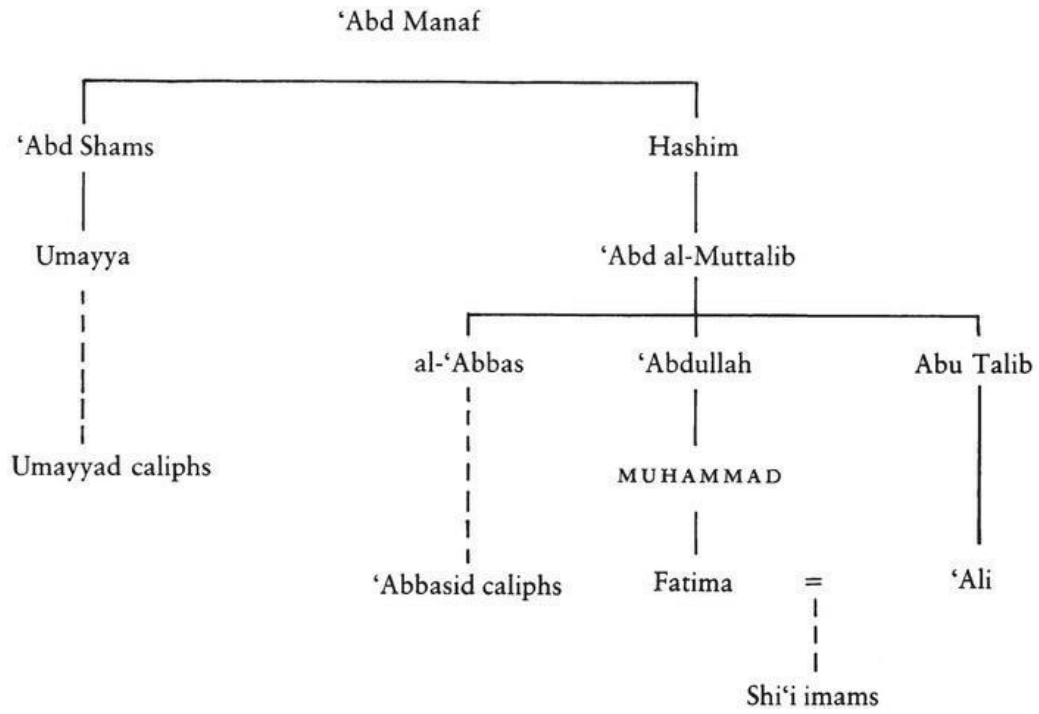 ‘Abd Manaf
‘Abd Shams Hashim
Umayya ‘Abd al-Muttalib
al-‘Abbas ‘Abdullah Abu Talib
Umayyad caliphs MUHAMMAD
‘Abbasid caliphs Fatima = ‘Ali
Shi‘i imams